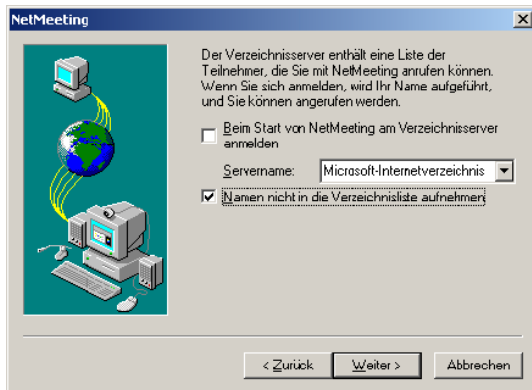 NetMeeting
Der Verzeichnisserver enthält eine Liste der
Teilnehmer, die Sie mit NetMeeting anrufen können.
Wenn Sie sich anmelden, wird Ihr Name aufgeführt,
und Sie können angerufen werden.
Beim Start von NetMeeting am Verzeichnisserver
anmelden
Servername: Microsoft-Internetverzeichnis
Namen nicht in die Verzeichnisliste aufnehmen
< Zurück Weiter > Abbrechen